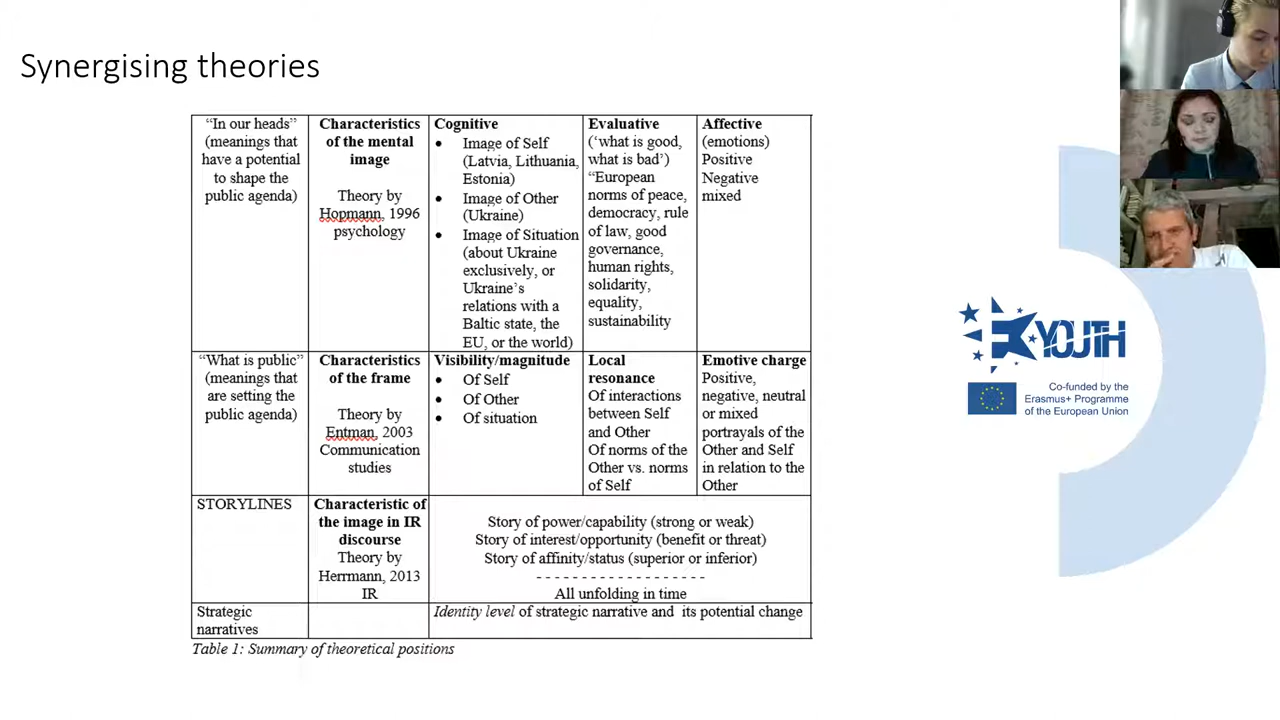 Synergising theories
"In our heads"
(meanings that
have a potential
to shape the
public agenda)
Characteristics
of the mental
image
Theory by
Hopmann, 1996
psychology
Cognitive
• Image of Self
(Latvia, Lithuania,
Estonia)
• Image of Other
(Ukraine)
• Image of Situation
(about Ukraine
exclusively, or
Ukraine's
relations with a
Baltic state, the
EU, or the world)
Evaluative
('what is good,
what is bad')
"European
norms of peace,
democracy, rule
of law, good
governance,
human rights,
solidarity,
equality,
sustainability
Affective
(emotions)
Positive
Negative
mixed
"What is public"
(meanings that
are setting the
public agenda)
Characteristics
of the frame
Theory by
Entman, 2003
Communication
studies
Visibility/magnitude
• Of Self
• Of Other
• Of situation
Local
resonance
Of interactions
between Self
and Other
Of norms of the
Other vs. norms
of Self
Emotive charge
Positive,
negative, neutral
or mixed
portrayals of the
Other and Self
in relation to the
Other
STORYLINES
Characteristic of
the image in IR
discourse
Theory by
Herrmann, 2013
IR
Story of power/capability (strong or weak)
Story of interest/opportunity (benefit or threat)
Story of affinity/status (superior or inferior)
- - - - - - - - - - - - - - - - - - -
All unfolding in time
Strategic
narratives
Identity level of strategic narrative and its potential change
Table 1: Summary of theoretical positions
YOUTH
Co-funded by the
Erasmus+ Programme
of the European Union